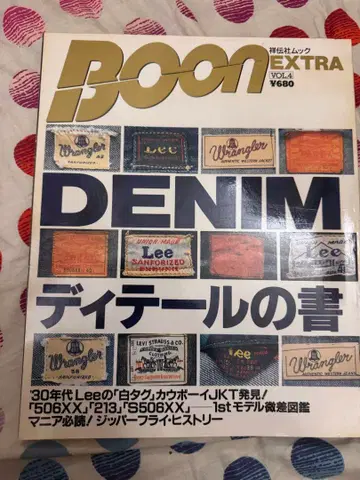 Boon
祥伝社ムック
EXTRA
VOL.4
¥680
Wrangler
Lee
Wrangler
AUTHENTIC WESTERN JACKET
DENIM
UNION MADE
Lee
SANFORIZED
ディテールの書
Wrangler
LEVI STRAUSS & CO.
Lee
Wrangler
'30年代Leeの「白タグ」カウボーイJKT発見!
「506XX」「213」「S506XX」——1stモデル微差図鑑
マニア必読!ジッパーフライ・ヒストリー